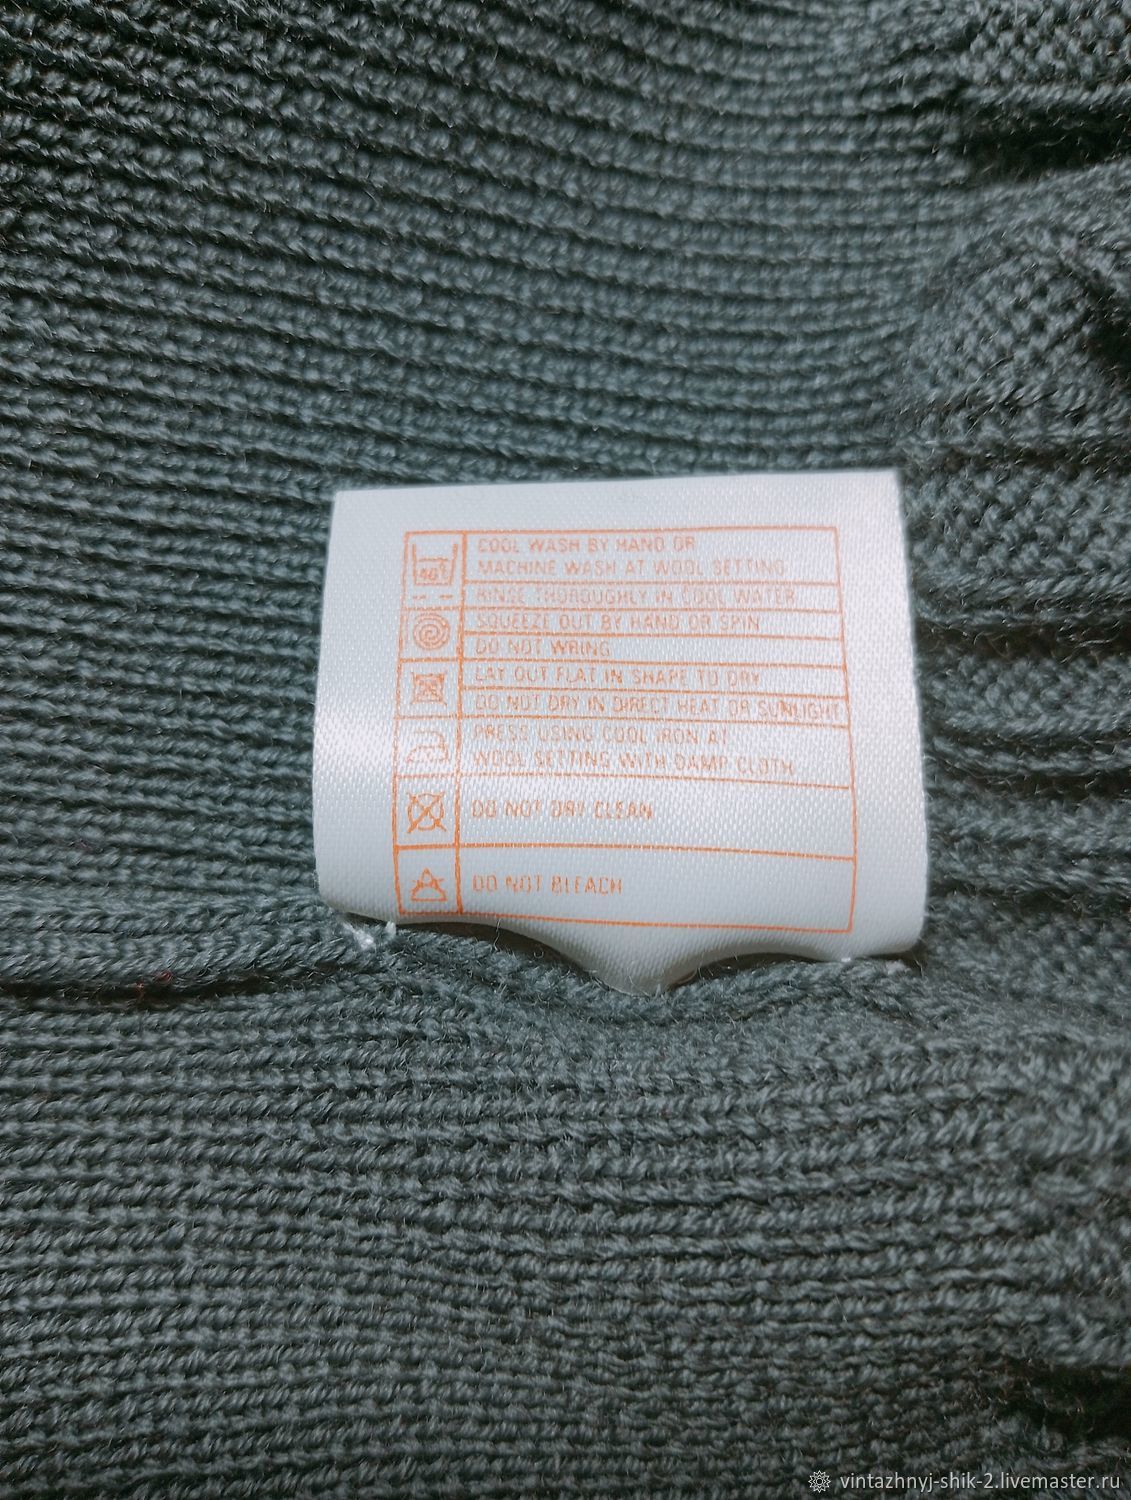 COOL WASH BY HAND OR
MACHINE WASH AT WOOL SETTING
40°
RINSE THOROUGHLY IN COOL WATER
SQUEEZE OUT BY HAND OR SPIN
DO NOT WRING
LAY OUT FLAT IN SHAPE TO DRY
DO NOT DRY IN DIRECT HEAT OR SUNLIGHT
PRESS USING COOL IRON AT
WOOL SETTING WITH DAMP CLOTH
DO NOT DRY CLEAN
DO NOT BLEACH
vintazhnyj-shik-2.livemaster.ru